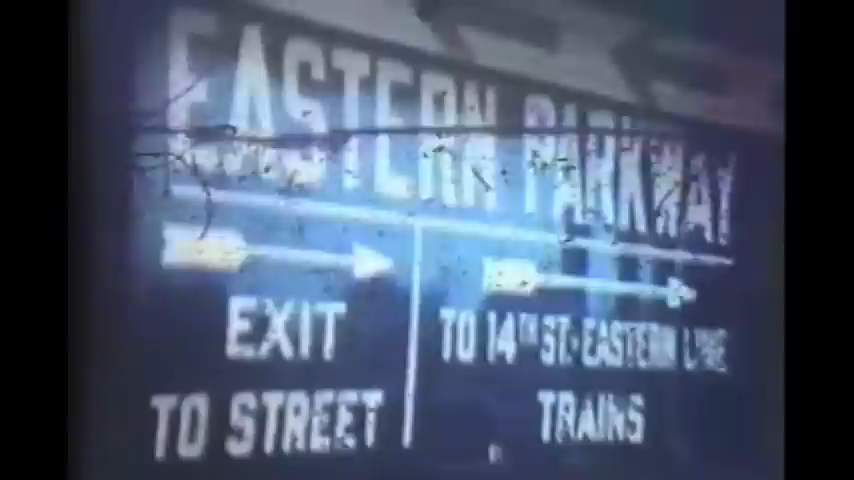 EASTERN PARKWAY
EXIT
TO STREET
TO 14TH ST.-EASTERN LINE
TRAINS